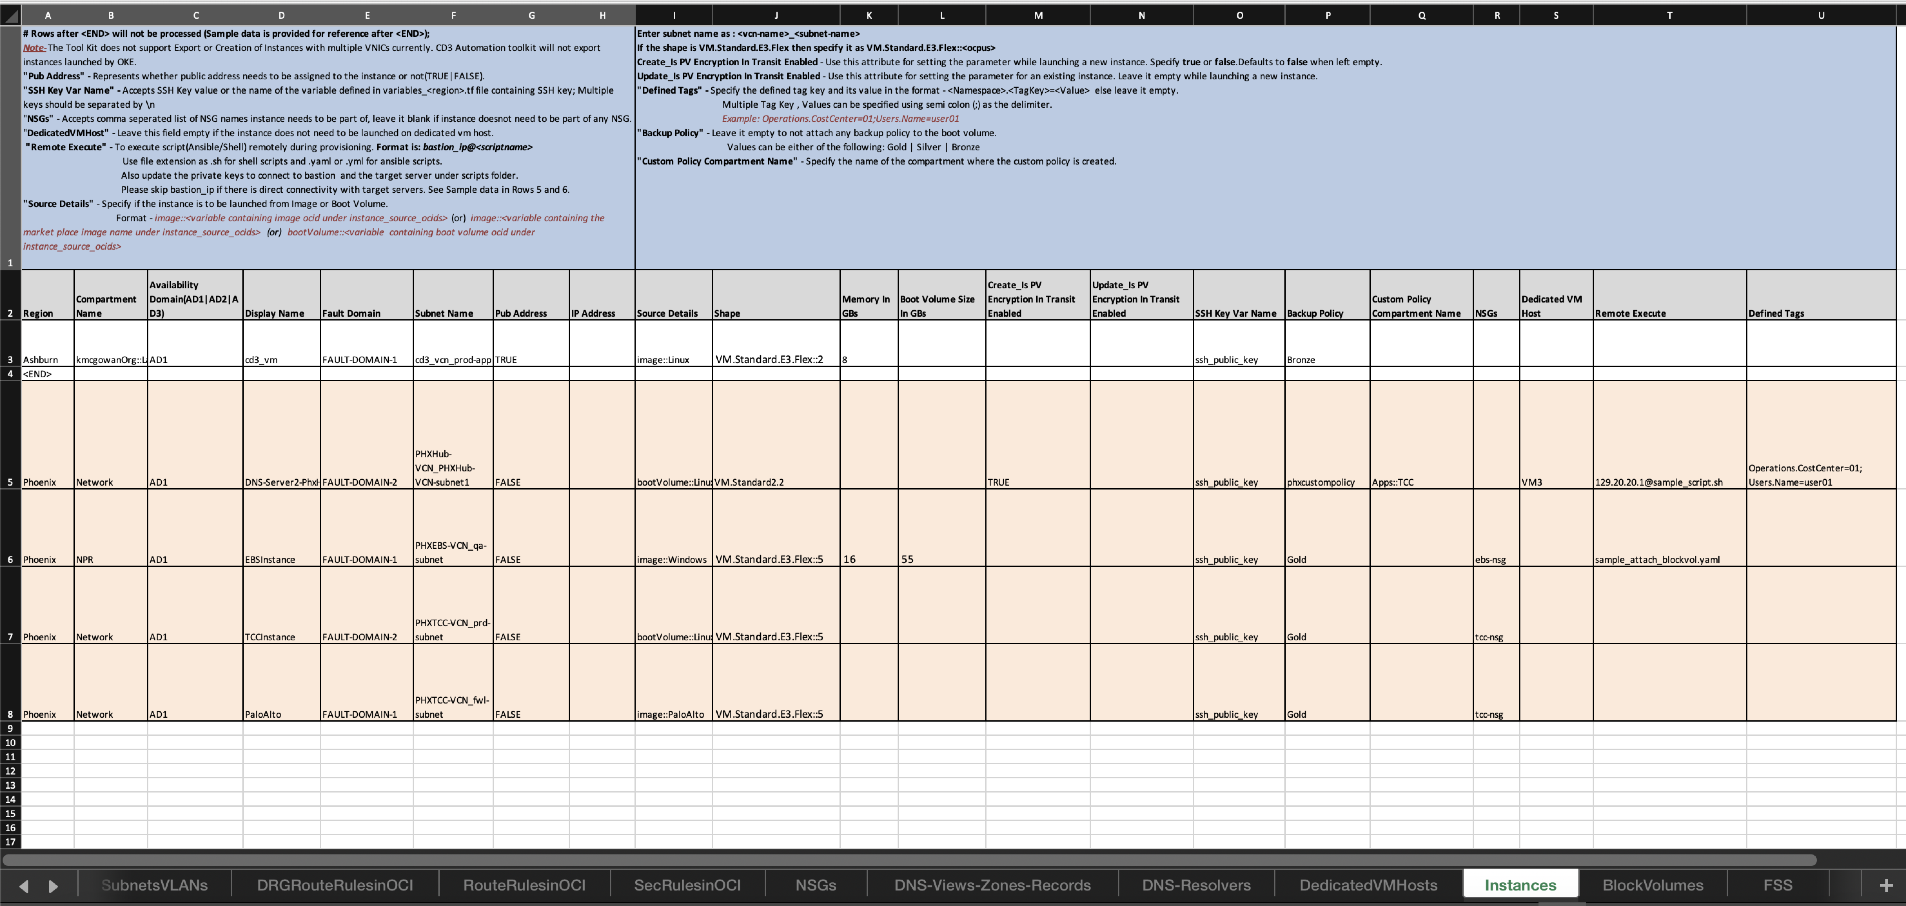 A B C D E F G H I J K L M N O P Q R S T U
1
# Rows after <END> will not be processed (Sample data is provided for reference after <END>);
Note-The Tool Kit does not support Export or Creation of Instances with multiple VNICs currently. CD3 Automation toolkit will not export
instances launched by OKE.
"Pub Address" - Represents whether public address needs to be assigned to the instance or not(TRUE|FALSE).
"SSH Key Var Name" - Accepts SSH Key value or the name of the variable defined in variables_<region>.tf file containing SSH key; Multiple
keys should be separated by \n
"NSGs" - Accepts comma seperated list of NSG names instance needs to be part of, leave it blank if instance doesnot need to be part of any NSG.
"DedicatedVMHost" - Leave this field empty if the instance does not need to be launched on dedicated vm host.
"Remote Execute" - To execute script(Ansible/Shell) remotely during provisioning. Format is: bastion_ip@<scriptname>
Use file extension as .sh for shell scripts and .yaml or .yml for ansible scripts.
Also update the private keys to connect to bastion and the target server under scripts folder.
Please skip bastion_ip if there is direct connectivity with target servers. See Sample data in Rows 5 and 6.
"Source Details" - Specify if the instance is to be launched from Image or Boot Volume.
Format - image::<variable containing image ocid under instance_source_ocids> (or) image::<variable containing the
market place image name under instance_source_ocids> (or) bootVolume::<variable containing boot volume ocid under
instance_source_ocids>
Enter subnet name as : <vcn-name>_<subnet-name>
If the shape is VM.Standard.E3.Flex then specify it as VM.Standard.E3.Flex::<ocpus>
Create_Is PV Encryption In Transit Enabled - Use this attribute for setting the parameter while launching a new instance. Specify true or false.Defaults to false when left empty.
Update_Is PV Encryption In Transit Enabled - Use this attribute for setting the parameter for an existing instance. Leave it empty while launching a new instance.
"Defined Tags" - Specify the defined tag key and its value in the format - <Namespace>.<TagKey>=<Value> else leave it empty.
Multiple Tag Key , Values can be specified using semi colon (;) as the delimiter.
Example: Operations.CostCenter=01;Users.Name=user01
"Backup Policy" - Leave it empty to not attach any backup policy to the boot volume.
Values can be either of the following: Gold | Silver | Bronze
"Custom Policy Compartment Name" - Specify the name of the compartment where the custom policy is created.
2
Region
Compartment
Name
Availability
Domain(AD1|AD2|A
D3)
Display Name
Fault Domain
Subnet Name
Pub Address
IP Address
Source Details
Shape
Memory In
GBs
Boot Volume Size
In GBs
Create_Is PV
Encryption In Transit
Enabled
Update_Is PV
Encryption In Transit
Enabled
SSH Key Var Name
Backup Policy
Custom Policy
Compartment Name
NSGs
Dedicated VM
Host
Remote Execute
Defined Tags
3 Ashburn kmcgowanOrg::L AD1 cd3_vm FAULT-DOMAIN-1 cd3_vcn_prod-app TRUE image::Linux VM.Standard.E3.Flex::2 8 ssh_public_key Bronze
4 <END>
5 Phoenix Network AD1 DNS-Server2-PhxH FAULT-DOMAIN-2
PHXHub-
VCN_PHXHub-
VCN-subnet1
FALSE bootVolume::Linux VM.Standard2.2 TRUE ssh_public_key phxcustompolicy Apps::TCC VM3 129.20.20.1@sample_script.sh
Operations.CostCenter=01;
Users.Name=user01
6 Phoenix NPR AD1 EBSInstance FAULT-DOMAIN-1
PHXEBS-VCN_qa-
subnet
FALSE image::Windows VM.Standard.E3.Flex::5 16 55 ssh_public_key Gold ebs-nsg sample_attach_blockvol.yaml
7 Phoenix Network AD1 TCCInstance FAULT-DOMAIN-2
PHXTCC-VCN_prd-
subnet
FALSE bootVolume::Linux VM.Standard.E3.Flex::5 ssh_public_key Gold tcc-nsg
8 Phoenix Network AD1 PaloAlto FAULT-DOMAIN-1
PHXTCC-VCN_fwl-
subnet
FALSE image::PaloAlto VM.Standard.E3.Flex::5 ssh_public_key Gold tcc-nsg
9
10
11
12
13
14
15
16
17
SubnetsVLANs DRGRouteRulesinOCI RouteRulesinOCI SecRulesinOCI NSGs DNS-Views-Zones-Records DNS-Resolvers DedicatedVMHosts Instances BlockVolumes FSS +